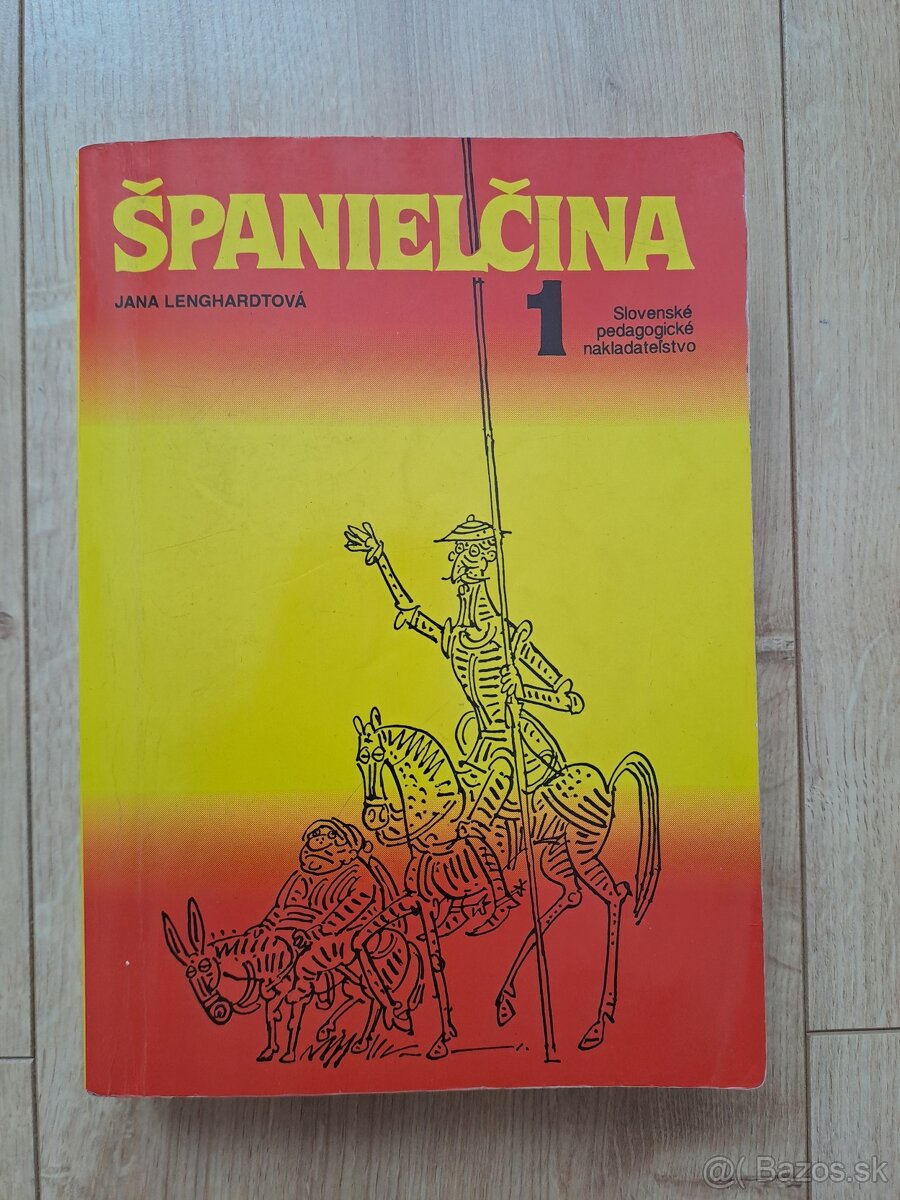 ŠPANIELČINA
JANA LENGHARDTOVÁ
1
Slovenské
pedagogické
nakladateľstvo
@( Bazos.sk